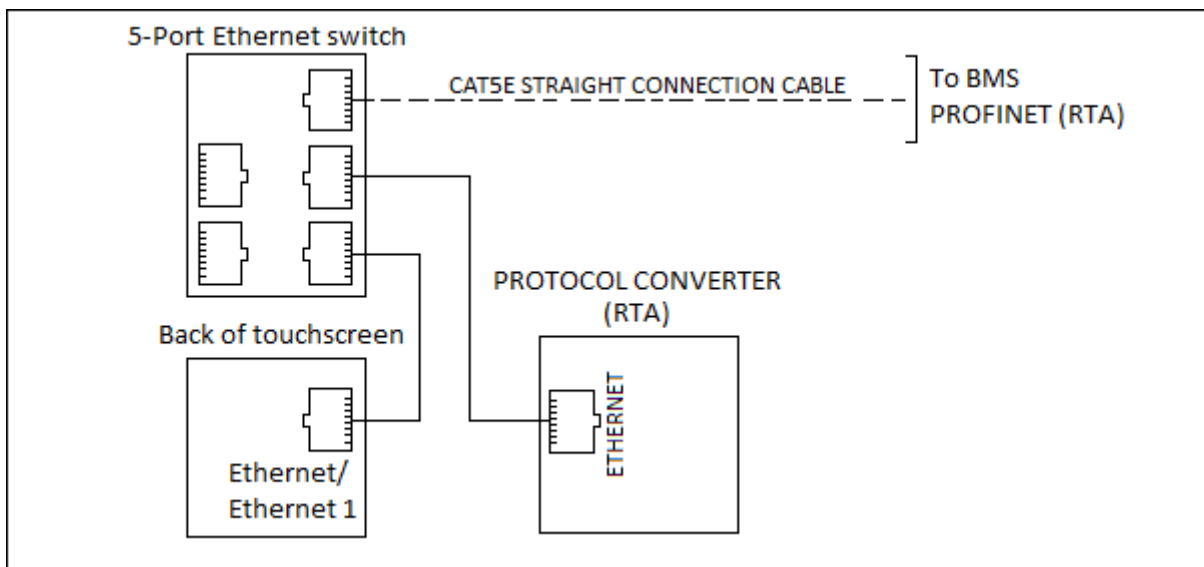 5-Port Ethernet switch
CAT5E STRAIGHT CONNECTION CABLE
To BMS
PROFINET (RTA)
PROTOCOL CONVERTER
(RTA)
Back of touchscreen
ETHERNET
Ethernet/
Ethernet 1